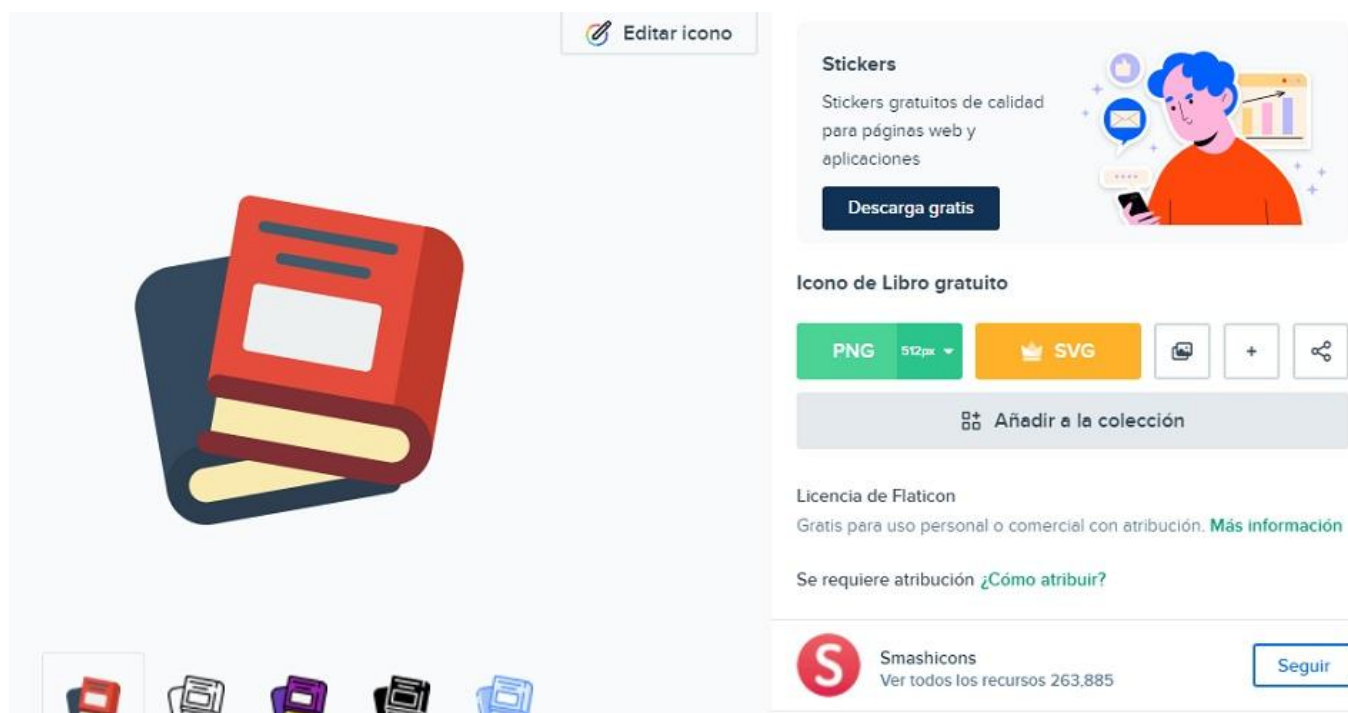 Editar icono
Stickers
Stickers gratuitos de calidad
para páginas web y
aplicaciones
Descarga gratis
Icono de Libro gratuito
PNG 512px
SVG
+
Añadir a la colección
Licencia de Flaticon
Gratis para uso personal o comercial con atribución. Más información
Se requiere atribución ¿Cómo atribuir?
S
Smashicons
Ver todos los recursos 263,885
Seguir